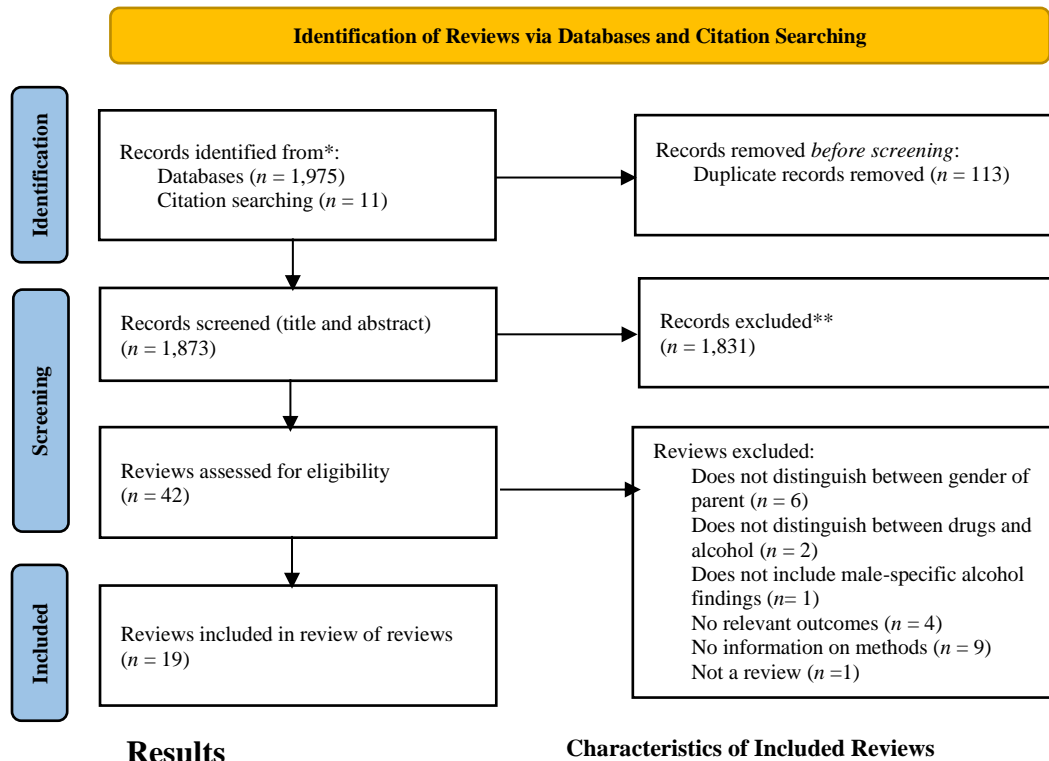 Identification of Reviews via Databases and Citation Searching
Identification
Records identified from*:
Databases (n = 1,975)
Citation searching (n = 11)
Records removed before screening:
Duplicate records removed (n = 113)
Screening
Records screened (title and abstract)
(n = 1,873)
Records excluded**
(n = 1,831)
Reviews assessed for eligibility
(n = 42)
Reviews excluded:
Does not distinguish between gender of
parent (n = 6)
Does not distinguish between drugs and
alcohol (n = 2)
Does not include male-specific alcohol
findings (n= 1)
No relevant outcomes (n = 4)
No information on methods (n = 9)
Not a review (n =1)
Included
Reviews included in review of reviews
(n = 19)
Results
Characteristics of Included Reviews